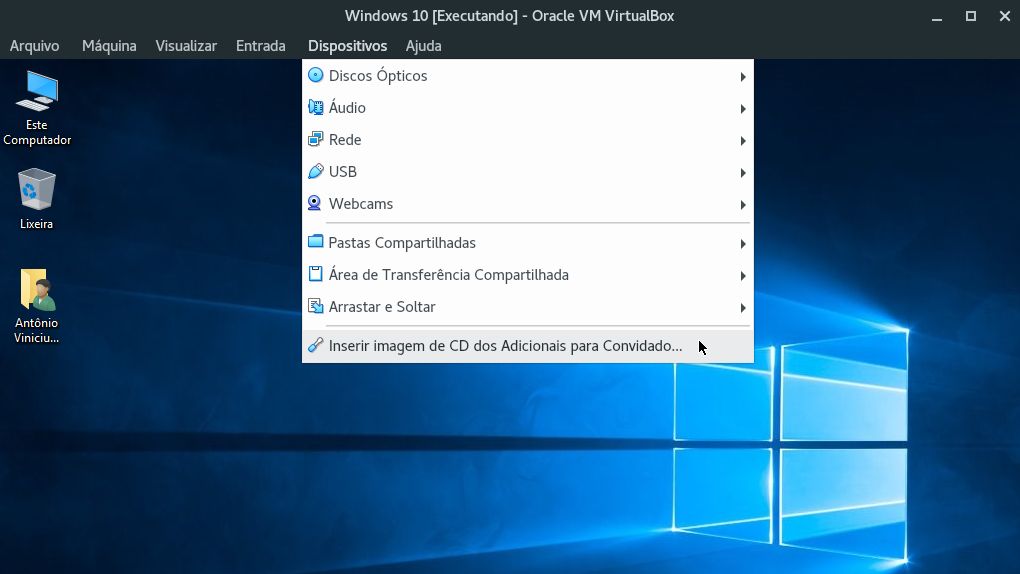 Windows 10 [Executando] - Oracle VM VirtualBox
Arquivo Máquina Visualizar Entrada Dispositivos Ajuda
Discos Ópticos
Áudio
Rede
USB
Webcams
Pastas Compartilhadas
Área de Transferência Compartilhada
Arrastar e Soltar
Inserir imagem de CD dos Adicionais para Convidado...
Este
Computador
Lixeira
Antônio
Viniciu...